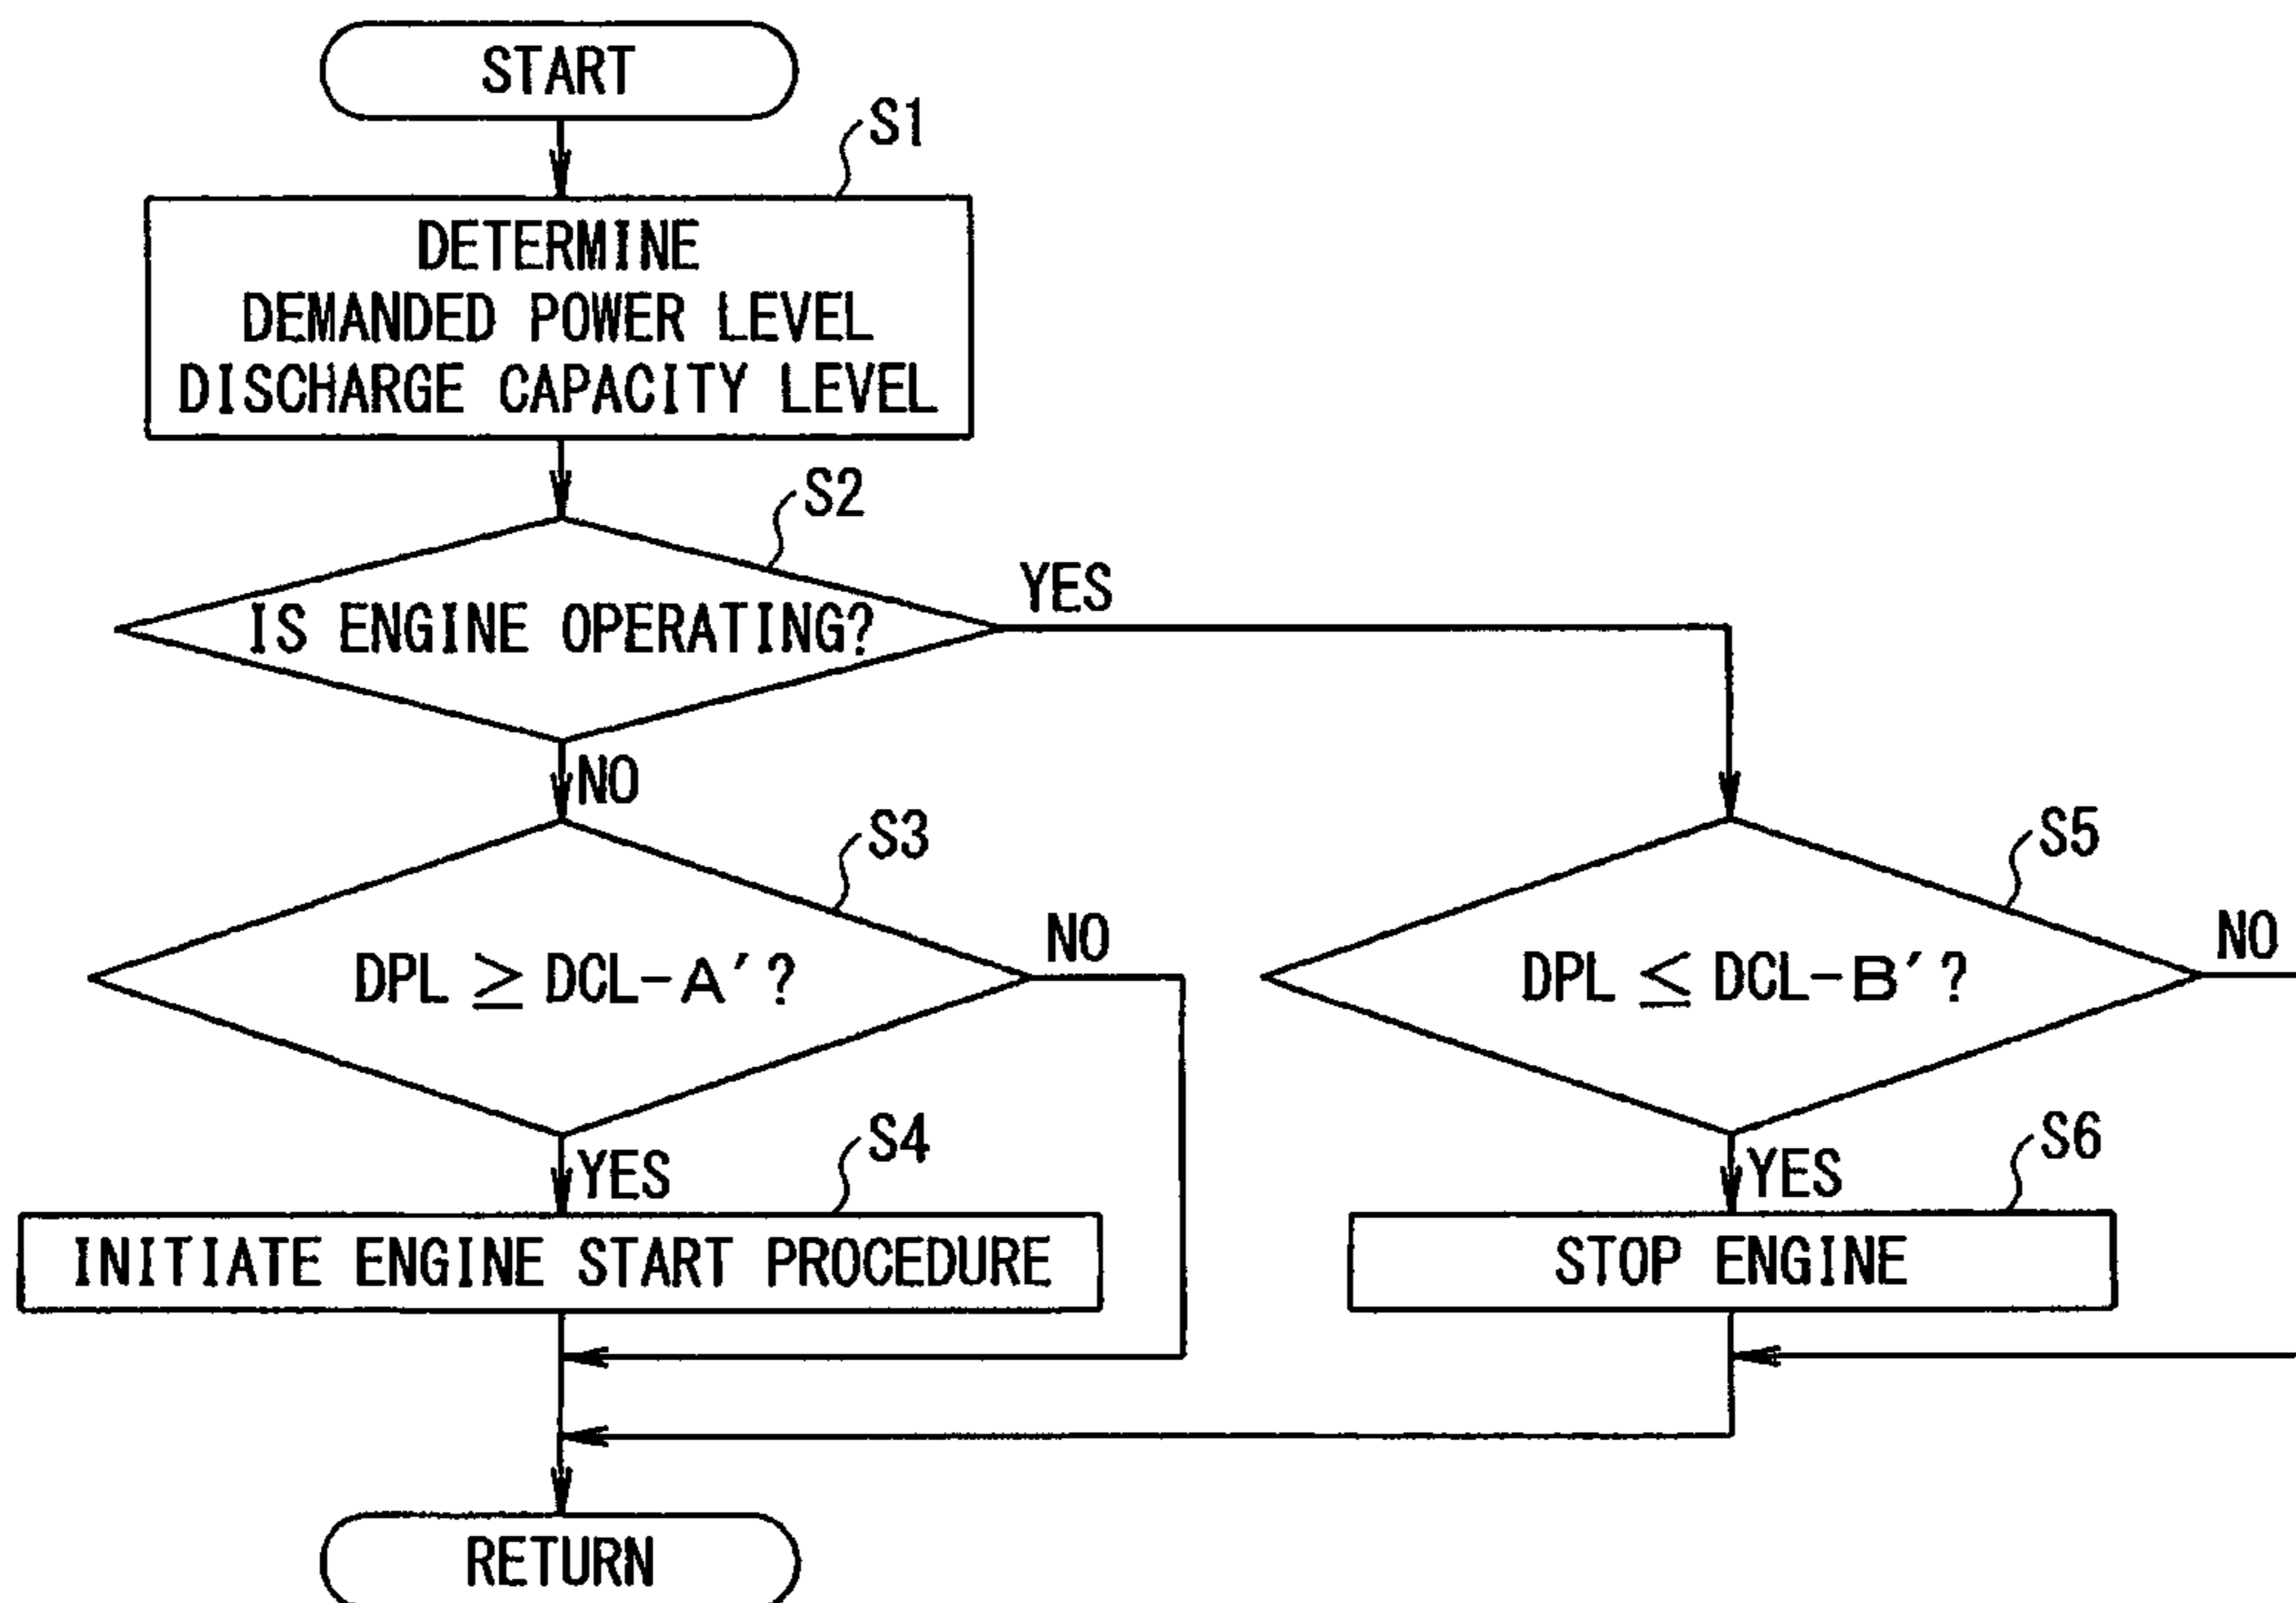 START
S1
DETERMINE
DEMANDED POWER LEVEL
DISCHARGE CAPACITY LEVEL
S2
IS ENGINE OPERATING?
YES
NO
S3
DPL ≧ DCL-A′?
NO
S5
DPL ≦ DCL-B′?
NO
YES
S4
INITIATE ENGINE START PROCEDURE
YES
S6
STOP ENGINE
RETURN